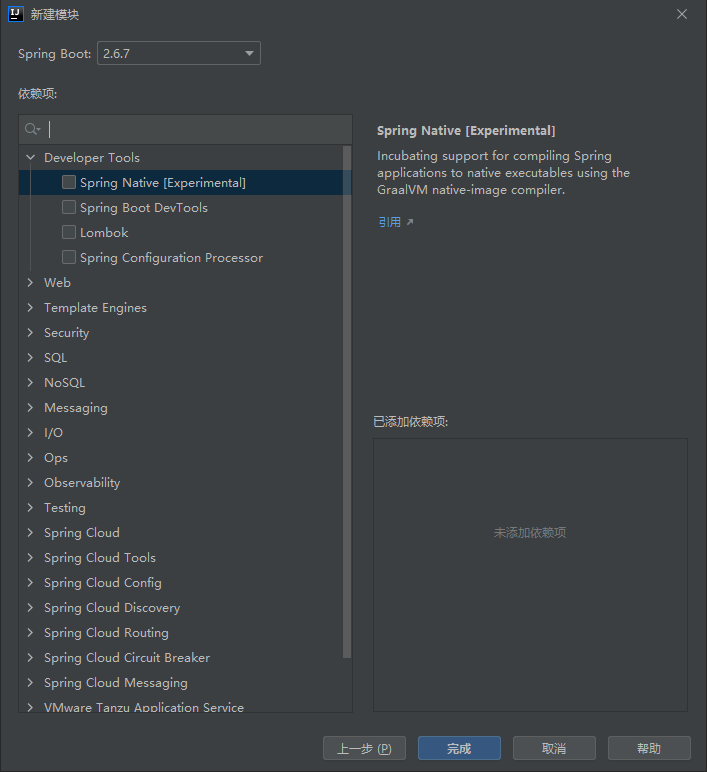 新建模块
Spring Boot: 2.6.7
依赖项:
Developer Tools
Spring Native [Experimental]
Spring Boot DevTools
Lombok
Spring Configuration Processor
Web
Template Engines
Security
SQL
NoSQL
Messaging
I/O
Ops
Observability
Testing
Spring Cloud
Spring Cloud Tools
Spring Cloud Config
Spring Cloud Discovery
Spring Cloud Routing
Spring Cloud Circuit Breaker
Spring Cloud Messaging
VMware Tanzu Application Service
Spring Native [Experimental]
Incubating support for compiling Spring
applications to native executables using the
GraalVM native-image compiler.
引用
已添加依赖项:
未添加依赖项
上一步 (P)
完成
取消
帮助